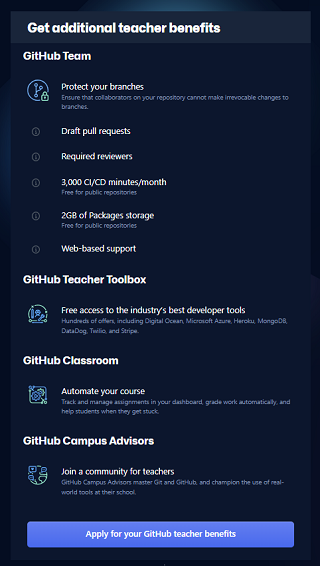 Get additional teacher benefits
GitHub Team
Protect your branches
Ensure that collaborators on your repository cannot make irrevocable changes to
branches.
Draft pull requests
Required reviewers
3,000 CI/CD minutes/month
Free for public repositories
2GB of Packages storage
Free for public repositories
Web-based support
GitHub Teacher Toolbox
Free access to the industry's best developer tools
Hundreds of offers, including Digital Ocean, Microsoft Azure, Heroku, MongoDB,
DataDog, Twilio, and Stripe.
GitHub Classroom
Automate your course
Track and manage assignments in your dashboard, grade work automatically, and
help students when they get stuck.
GitHub Campus Advisors
Join a community for teachers
GitHub Campus Advisors master Git and GitHub, and champion the use of real-
world tools at their school.
Apply for your GitHub teacher benefits